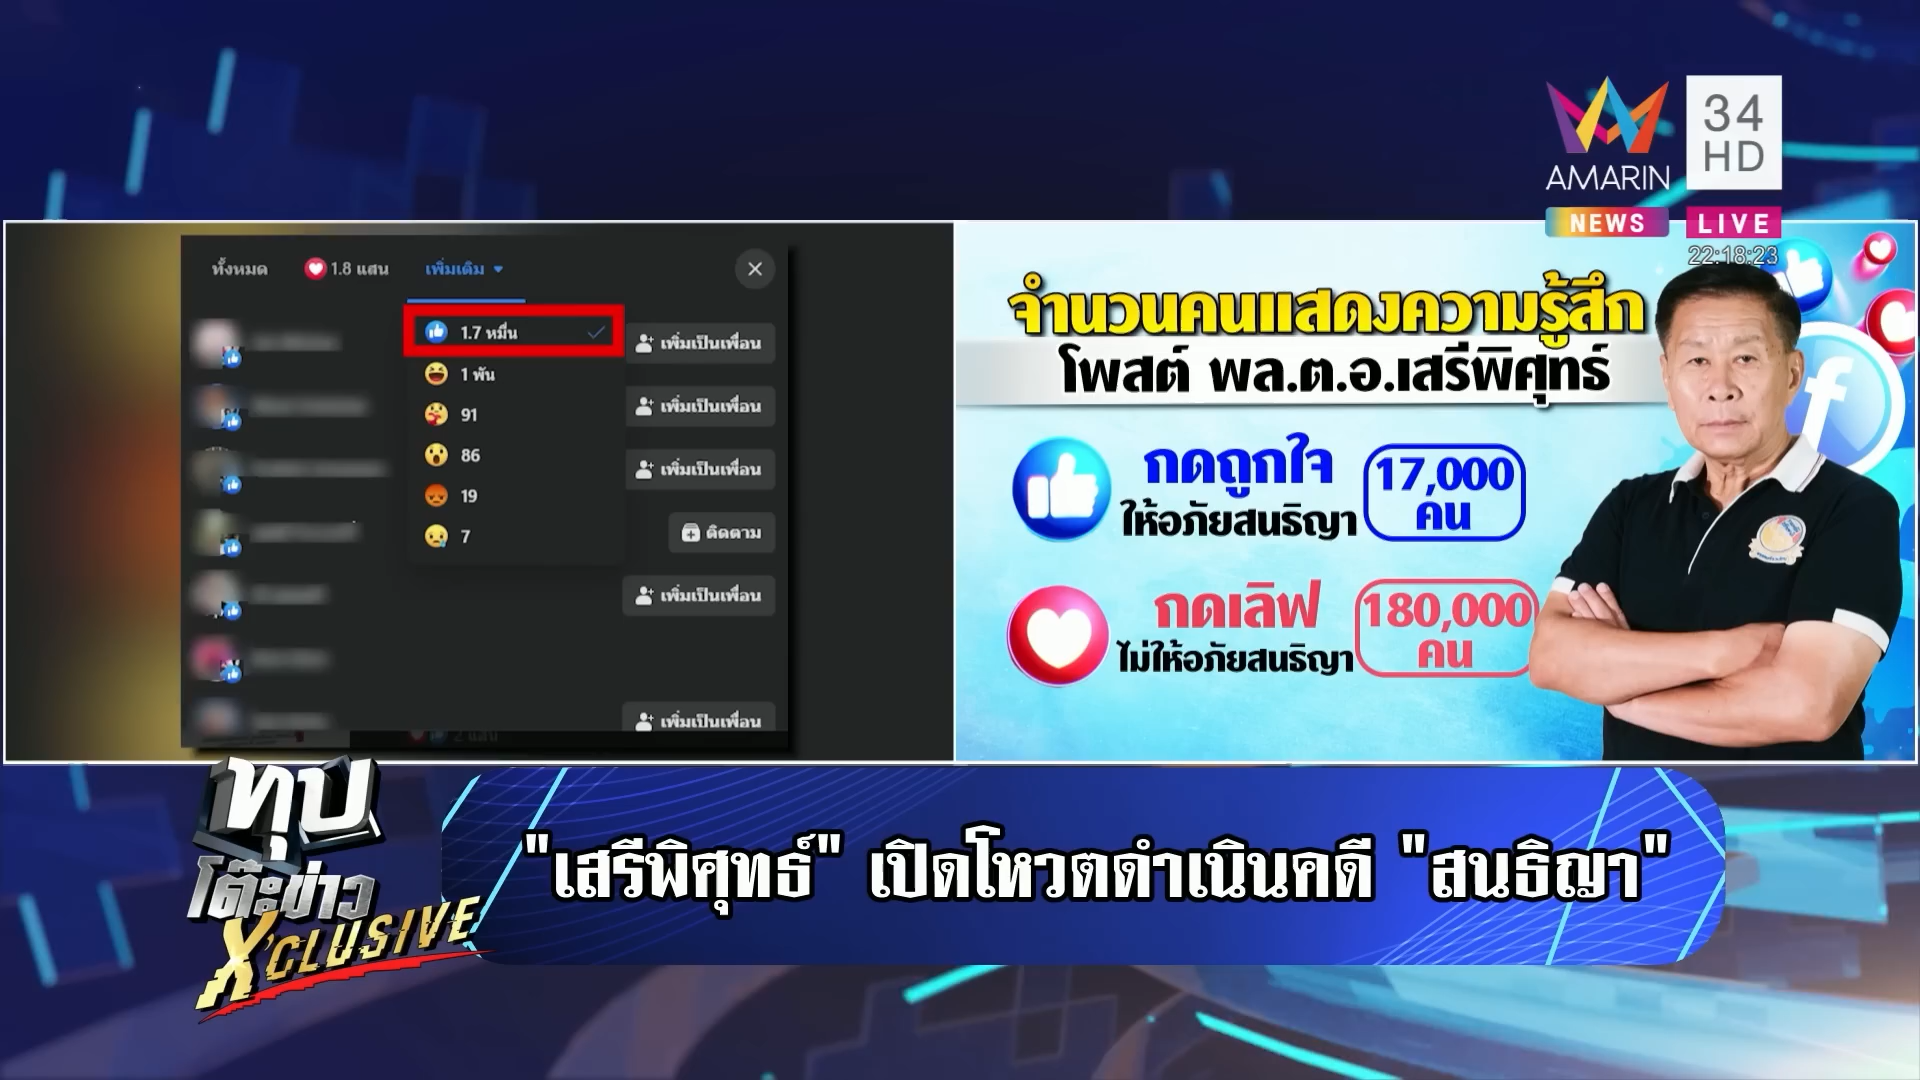 AMARIN
34
HD
NEWS
LIVE
22:18:23
ทั้งหมด
1.8 แสน
เพิ่มเติม
1.7 หมื่น
1 พัน
91
86
19
7
เพิ่มเป็นเพื่อน
เพิ่มเป็นเพื่อน
เพิ่มเป็นเพื่อน
ติดตาม
เพิ่มเป็นเพื่อน
เพิ่มเป็นเพื่อน
2 แสน
จำนวนคนแสดงความรู้สึก
โพสต์ พล.ต.อ.เสรีพิศุทธ์
กดถูกใจ
ให้อภัยสนธิญา
17,000
คน
กดเลิฟ
ไม่ให้อภัยสนธิญา
180,000
คน
ทุบ
โต๊ะข่าว
X'CLUSIVE
"เสรีพิศุทธ์" เปิดโหวตดำเนินคดี "สนธิญา"